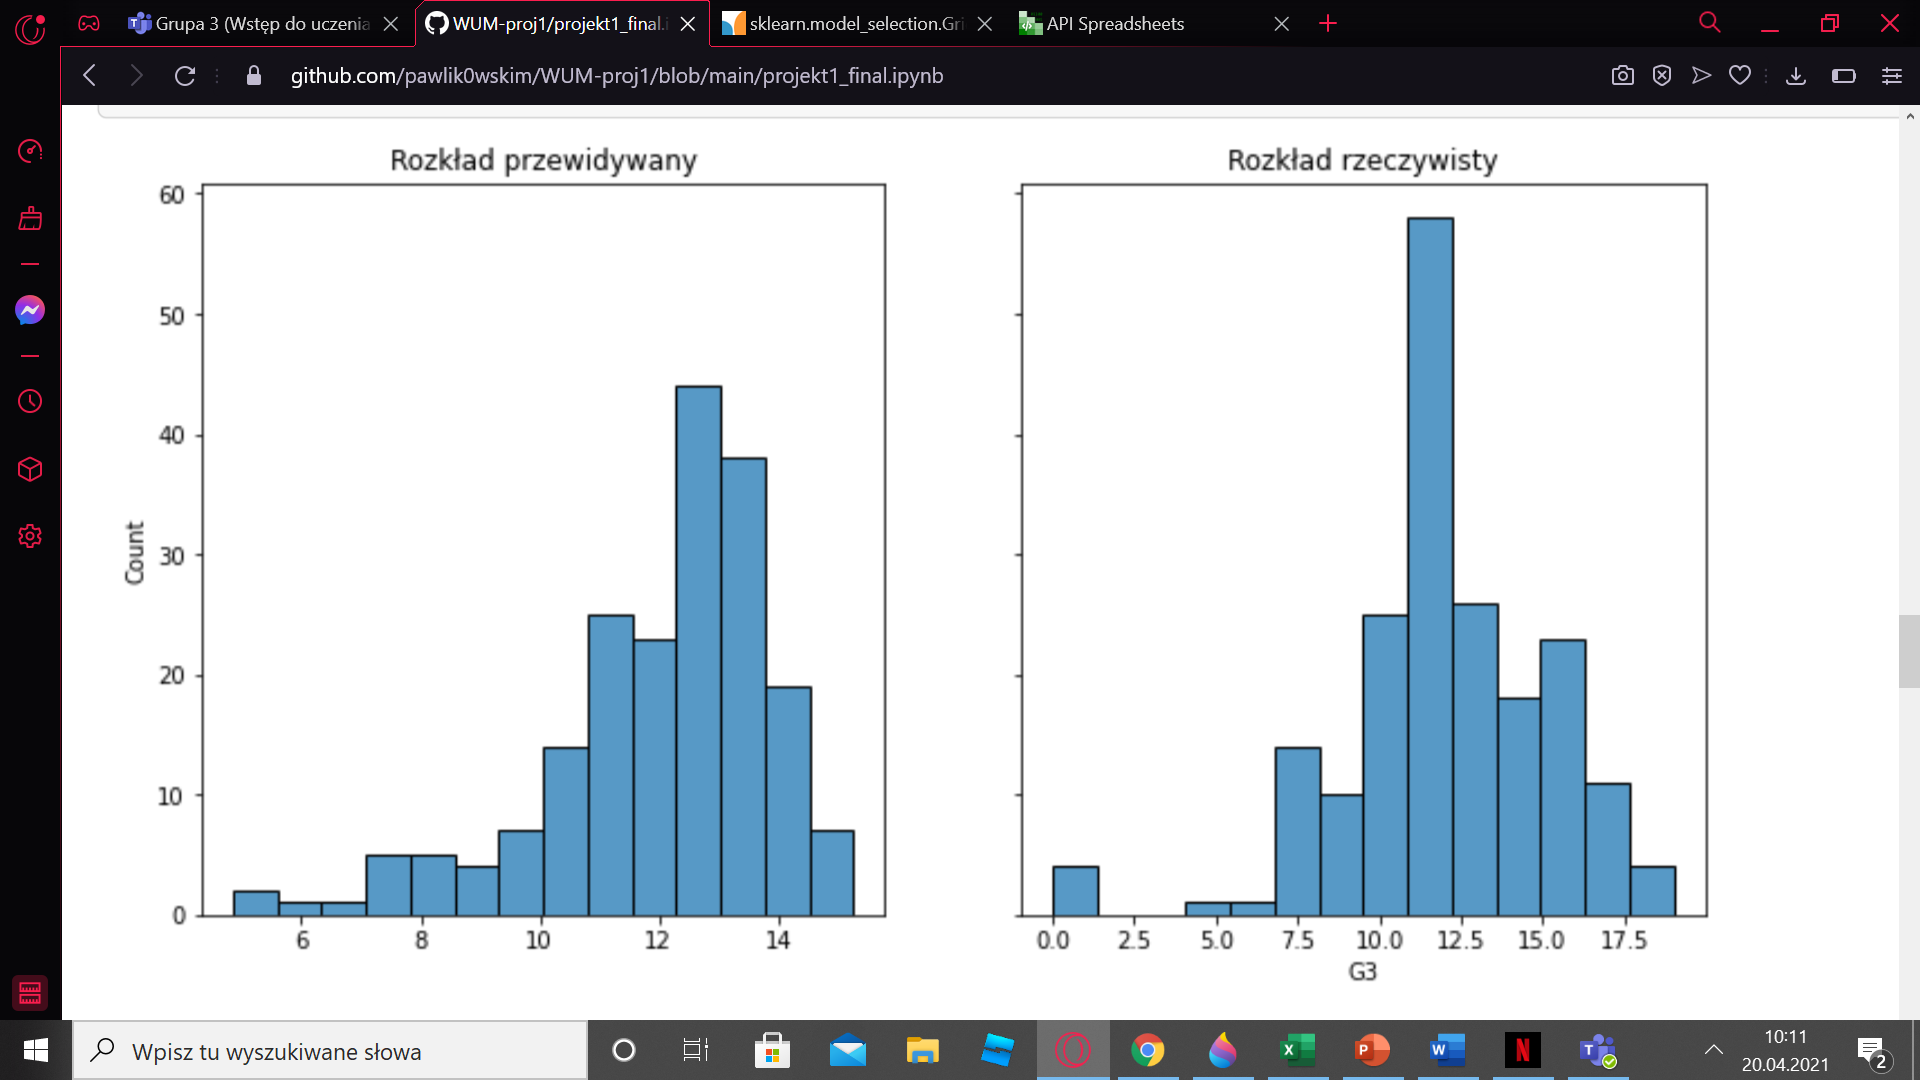 Grupa 3 (Wstęp do uczenia
WUM-proj1/projekt1_final.i
sklearn.model_selection.Gri
API Spreadsheets
github.com/pawlik0wskim/WUM-proj1/blob/main/projekt1_final.ipynb
Rozkład przewidywany
Rozkład rzeczywisty
60
50
40
30
20
10
0
Count
6 8 10 12 14
0.0 2.5 5.0 7.5 10.0 12.5 15.0 17.5
G3
Wpisz tu wyszukiwane słowa
10:11
20.04.2021
2